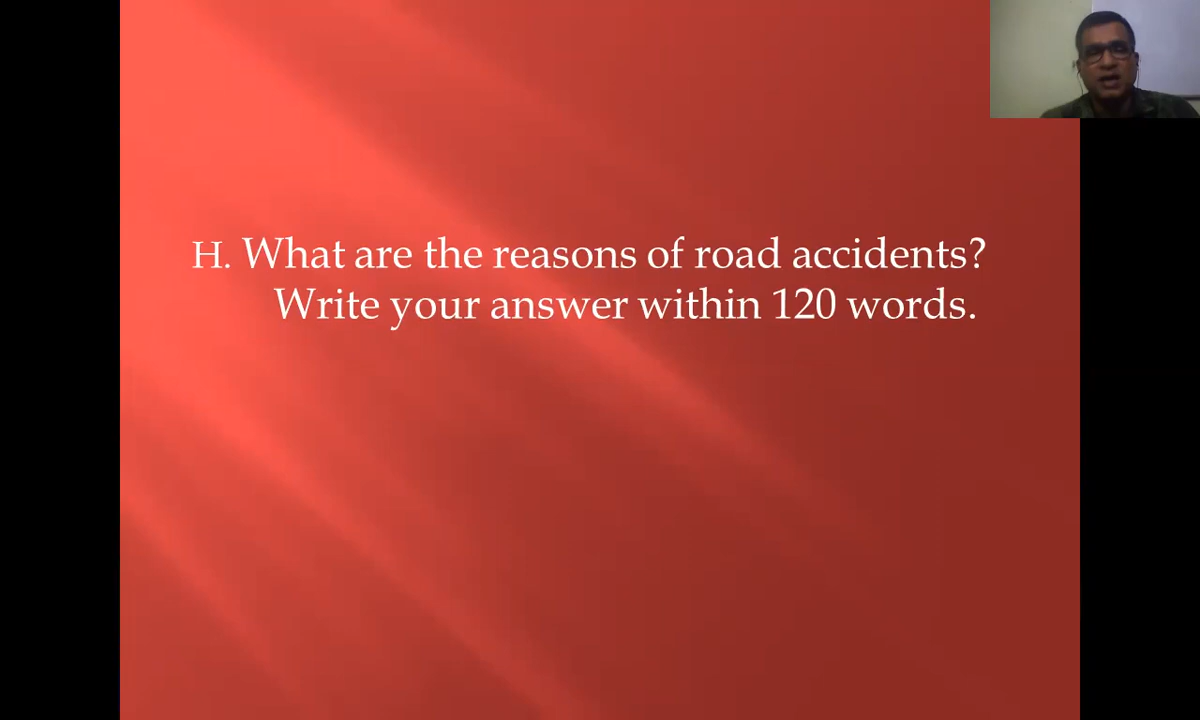 H. What are the reasons of road accidents?
Write your answer within 120 words.